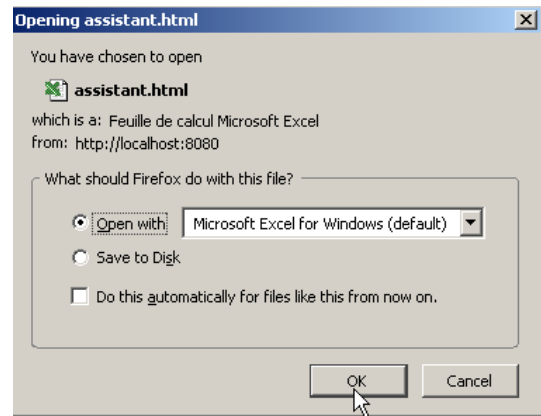 Opening assistant.html
You have chosen to open
assistant.html
which is a: Feuille de calcul Microsoft Excel
from: http://localhost:8080
What should Firefox do with this file?
Open with Microsoft Excel for Windows (default)
Save to Disk
Do this automatically for files like this from now on.
OK Cancel